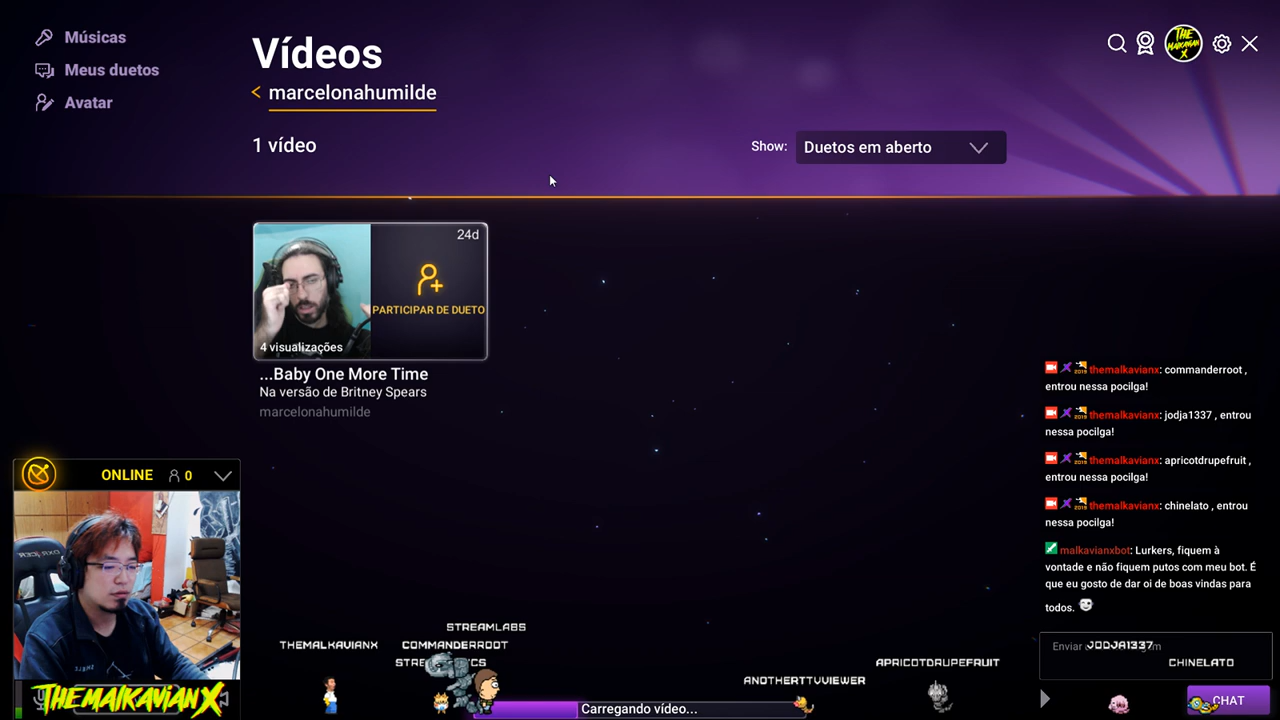 Músicas
Meus duetos
Avatar
Vídeos
< marcelonahumilde
1 vídeo
Show:
Duetos em aberto
THE MALKAVIAN X
24d
PARTICIPAR DE DUETO
4 visualizações
...Baby One More Time
Na versão de Britney Spears
marcelonahumilde
ONLINE
0
THEMALKAVIANX
themalkavianx: commanderroot ,
entrou nessa pocilga!
themalkavianx: jodja1337 , entrou
nessa pocilga!
themalkavianx: apricotdrupefruit ,
entrou nessa pocilga!
themalkavianx: chinelato , entrou
nessa pocilga!
malkavianxbot: Lurkers, fiquem à
vontade e não fiquem putos com meu bot. É
que eu gosto de dar oi de boas vindas para
todos.
Enviar
JODJA1337
CHINELATO
CHAT
STREAMLABS
THEMALKAVIANX
COMMANDERROOT
APRICOTDRUPEFRUIT
ANOTHERTTVVIEWER
Carregando vídeo...